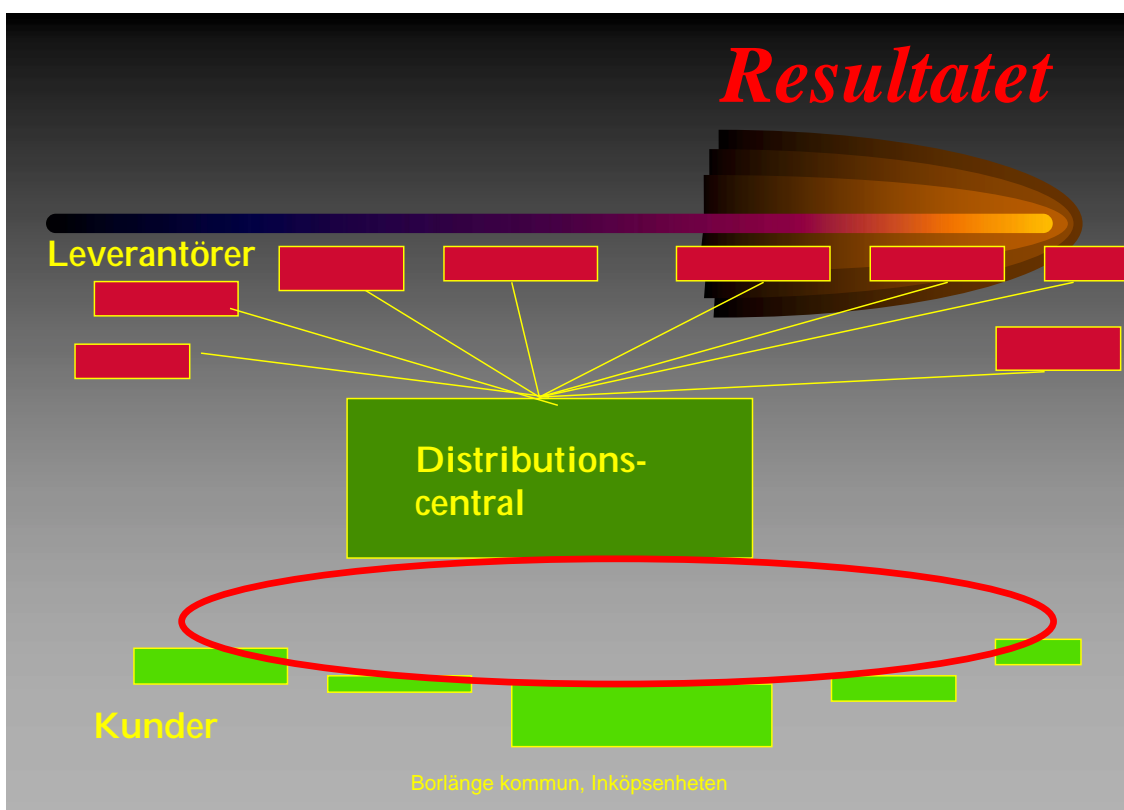 Resultatet
Leverantörer
Distributions-
central
Kunder
Borlänge kommun, Inköpsenheten